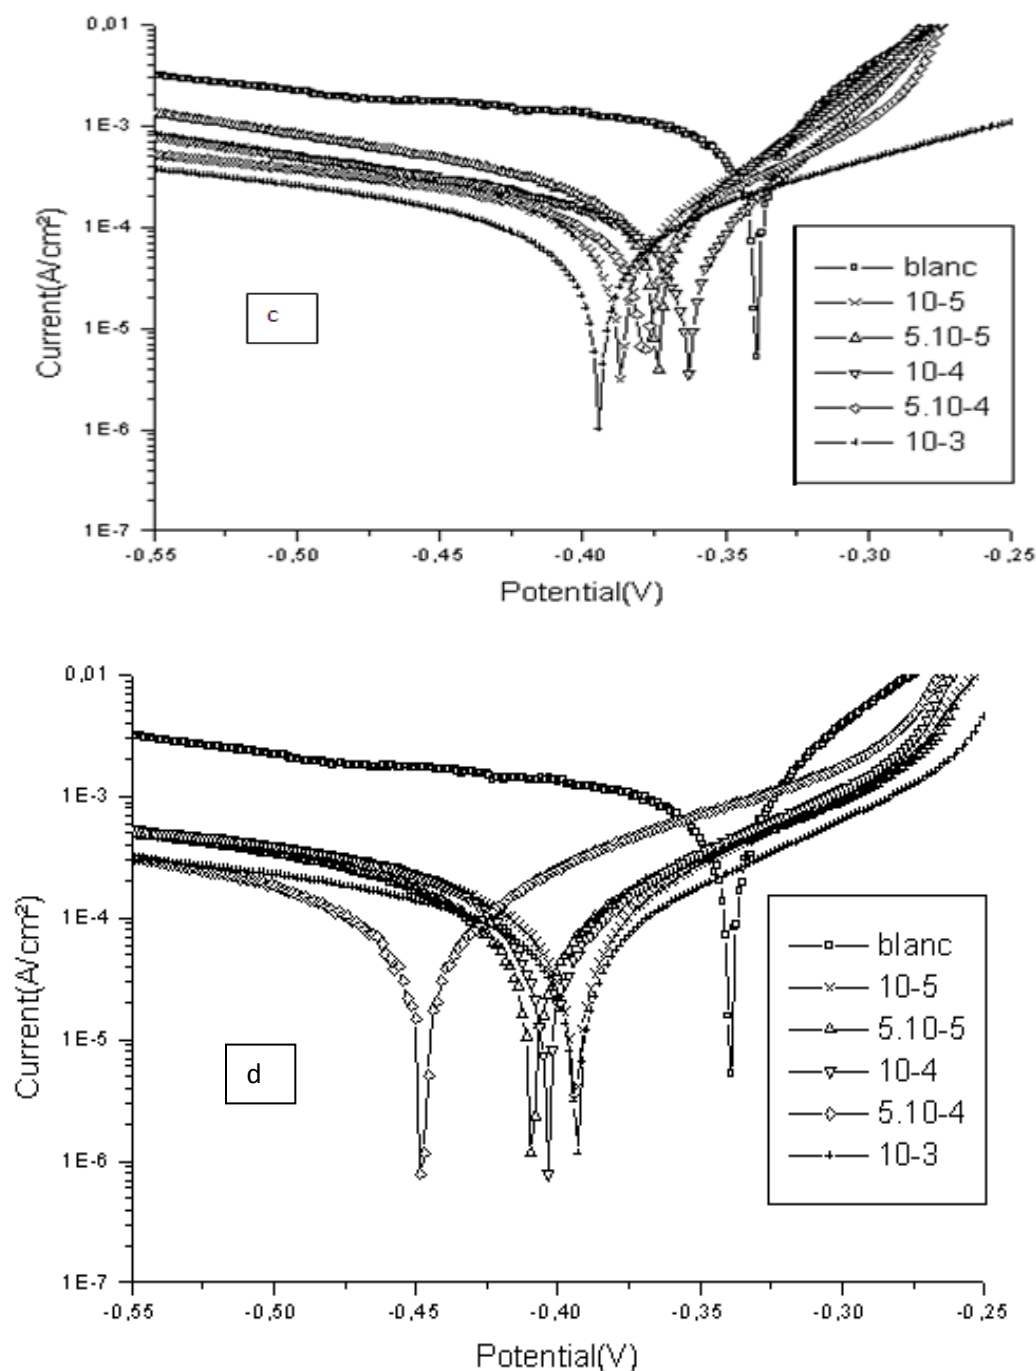 0,01
1E-3
1E-4
1E-5
1E-6
1E-7
Current(A/cm²)
c
blanc
10-5
5.10-5
10-4
5.10-4
10-3
-0,55 -0,50 -0,45 -0,40 -0,35 -0,30 -0,25
Potential(V)
0,01
1E-3
1E-4
1E-5
1E-6
1E-7
Current(A/cm²)
d
blanc
10-5
5.10-5
10-4
5.10-4
10-3
-0,55 -0,50 -0,45 -0,40 -0,35 -0,30 -0,25
Potential(V)